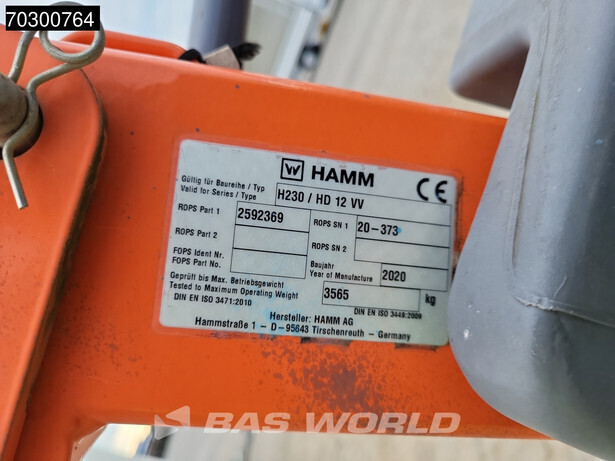 70300764
HAMM CE
Gültig für Baureihe / Typ
Valid for Series / Type H230 / HD 12 VV
ROPS Part 1 2592369 ROPS SN 1 20-373
ROPS Part 2 ROPS SN 2
FOPS Ident Nr.
FOPS Part No. Baujahr
Year of Manufacture 2020
Geprüft bis Max. Betriebsgewicht
Tested to Maximum Operating Weight 3565 kg
DIN EN ISO 3471:2010 DIN EN ISO 3449:2009
Hersteller: HAMM AG
Hammstraße 1 - D-95643 Tirschenreuth - Germany
BAS WORLD